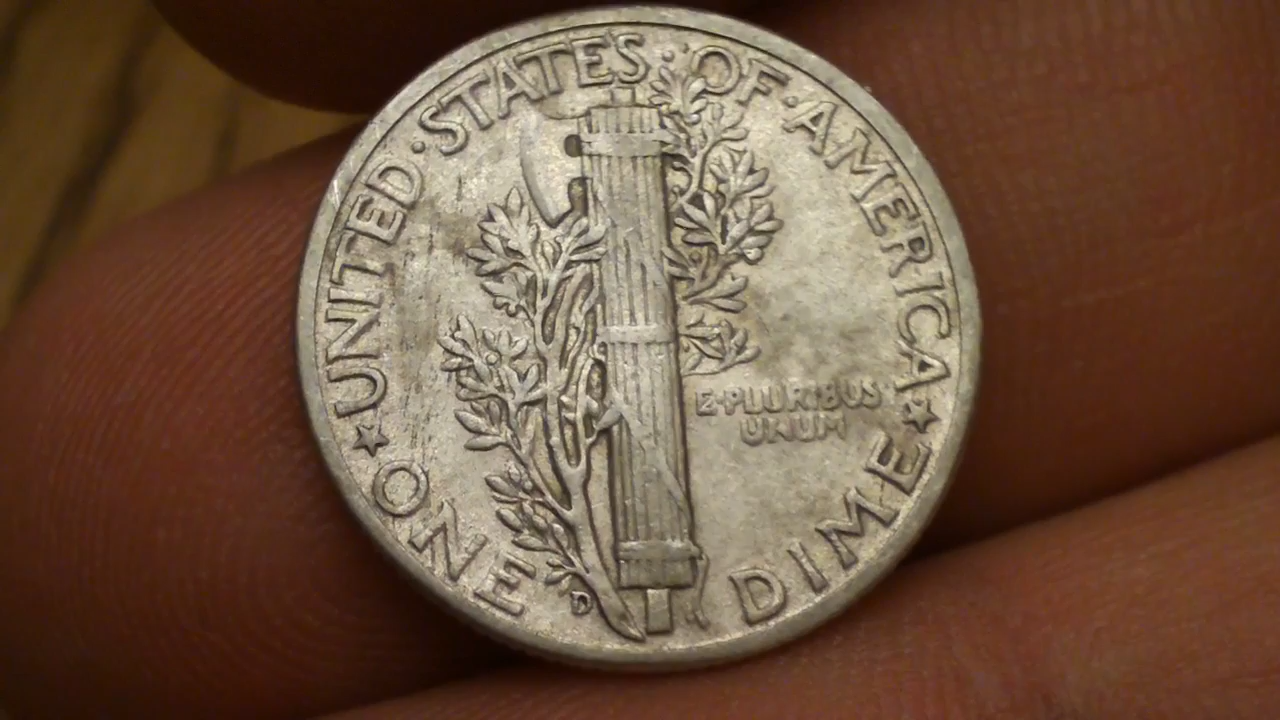 UNITED·STATES·OF·AMERICA
E·PLURIBUS
UNUM
★ONE DIME★
D